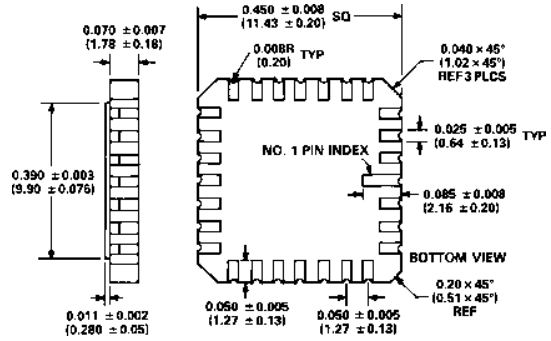 0.450 ±0.008
(11.43 ±0.20)
SQ
0.070 ±0.007
(1.78 ±0.18)
0.008R
(0.20)
TYP
0.040 × 45°
(1.02 × 45°)
REF 3 PLCS
0.025 ±0.005
(0.64 ±0.13)
TYP
NO. 1 PIN INDEX
0.390 ±0.003
(9.90 ±0.076)
0.085 ±0.008
(2.16 ±0.20)
BOTTOM VIEW
0.20 × 45°
(0.51 × 45°)
REF
0.011 ±0.002
(0.280 ±0.05)
0.050 ±0.005
(1.27 ±0.13)
0.050 ±0.005
(1.27 ±0.13)